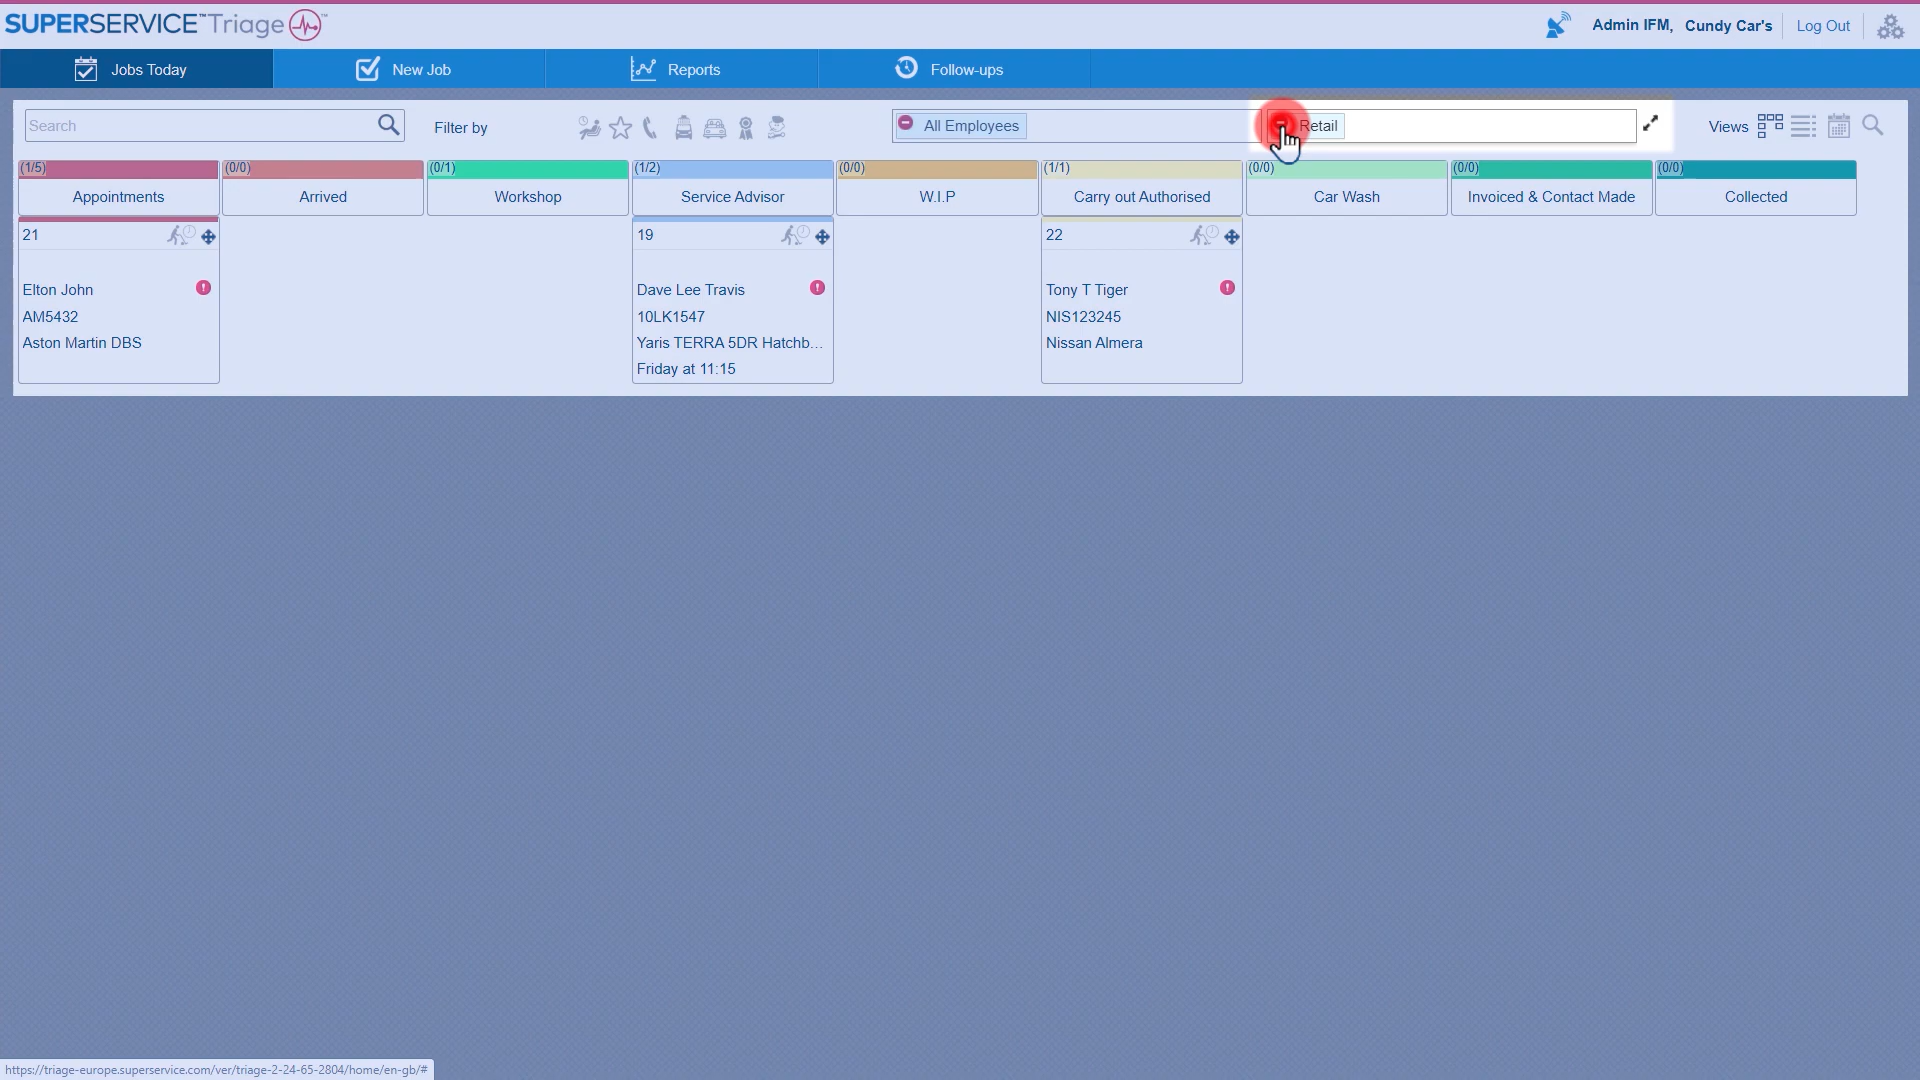 SUPERSERVICE™ Triage ™
Admin IFM, Cundy Car's
Log Out
Jobs Today
New Job
Reports
Follow-ups
Search
Filter by
All Employees
Retail
Views
(1/5)
(0/0)
(0/1)
(1/2)
(0/0)
(1/1)
(0/0)
(0/0)
(0/0)
Appointments
Arrived
Workshop
Service Advisor
W.I.P
Carry out Authorised
Car Wash
Invoiced & Contact Made
Collected
21
Elton John
AM5432
Aston Martin DBS
19
Dave Lee Travis
10LK1547
Yaris TERRA 5DR Hatchb...
Friday at 11:15
22
Tony T Tiger
NIS123245
Nissan Almera
https://triage-europe.superservice.com/ver/triage-2-24-65-2804/home/en-gb/#